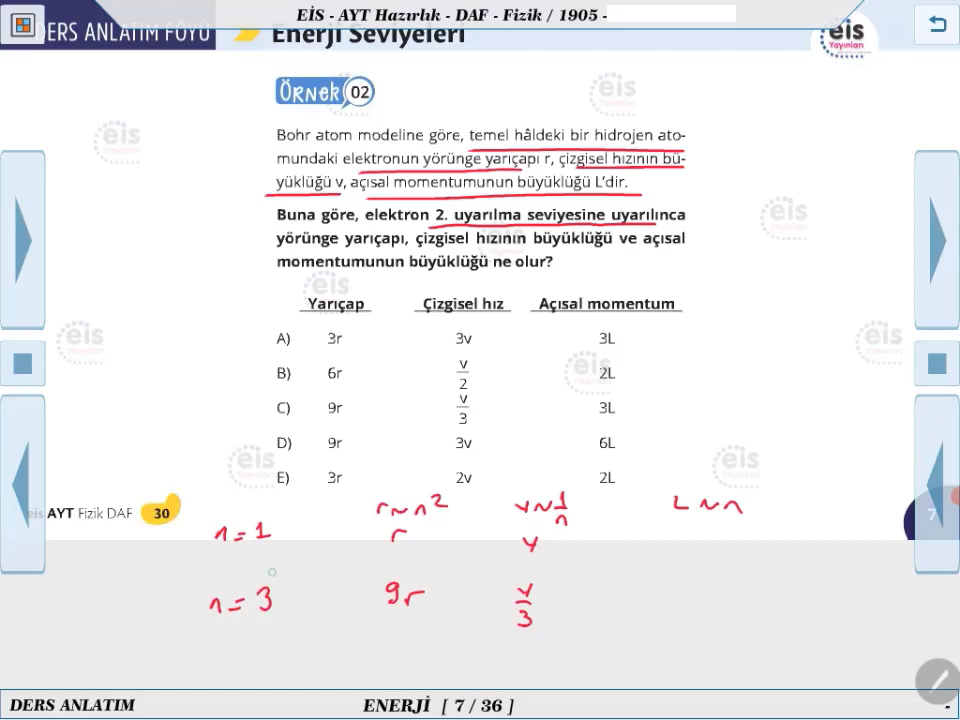 EİS - AYT Hazırlık - DAF - Fizik / 1905 -
DERS ANLATIM FÖYÜ
Enerji Seviyeleri
eis
Yayınları
ÖRNEK 02
Bohr atom modeline göre, temel hâldeki bir hidrojen ato-
mundaki elektronun yörünge yarıçapı r, çizgisel hızının bü-
yüklüğü v, açısal momentumunun büyüklüğü L'dir.
Buna göre, elektron 2. uyarılma seviyesine uyarılınca
yörünge yarıçapı, çizgisel hızının büyüklüğü ve açısal
momentumunun büyüklüğü ne olur?
Yarıçap Çizgisel hız Açısal momentum
A) 3r 3v 3L
B) 6r v/2 2L
C) 9r v/3 3L
D) 9r 3v 6L
E) 3r 2v 2L
r~n² v~1/n L~n
eis AYT Fizik DAF 30
7
n=1 r v
n=3 9r v/3
DERS ANLATIM
ENERJİ [ 7 / 36 ]
-